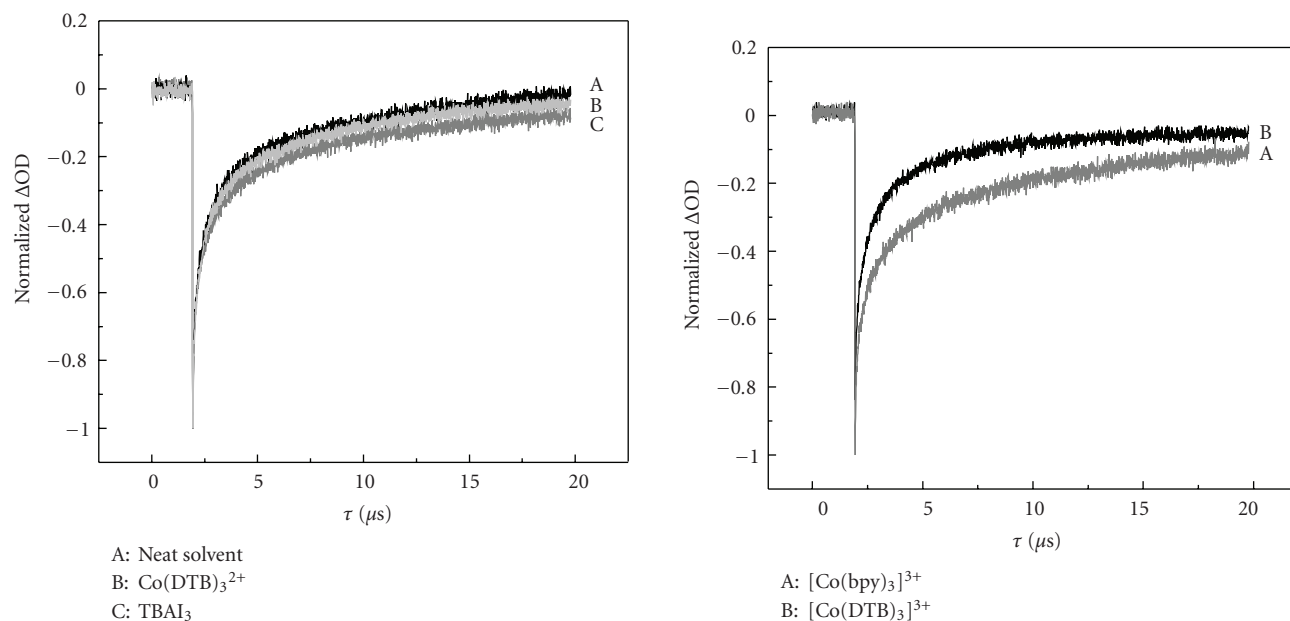 0.2
0
−0.2
−0.4
−0.6
−0.8
−1
Normalized ΔOD
A
B
C
0 5 10 15 20
τ (μs)
A: Neat solvent
B: Co(DTB)₃²⁺
C: TBAI₃
0.2
0
−0.2
−0.4
−0.6
−0.8
−1
Normalized ΔOD
B
A
0 5 10 15 20
τ (μs)
A: [Co(bpy)₃]³⁺
B: [Co(DTB)₃]³⁺